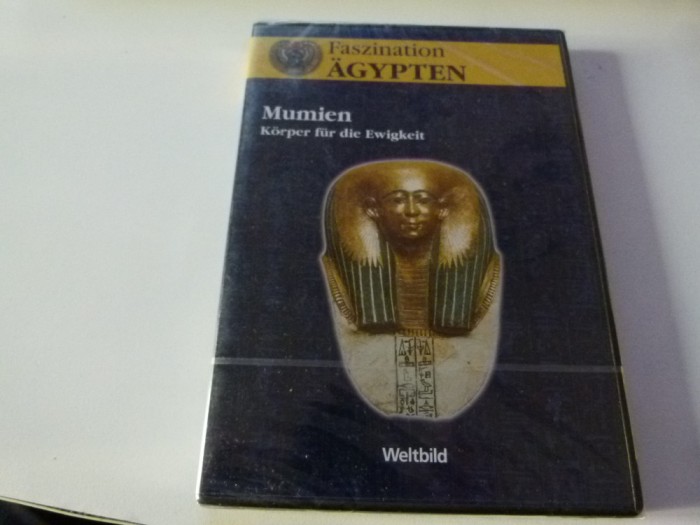 Faszination
ÄGYPTEN
Mumien
Körper für die Ewigkeit
Weltbild